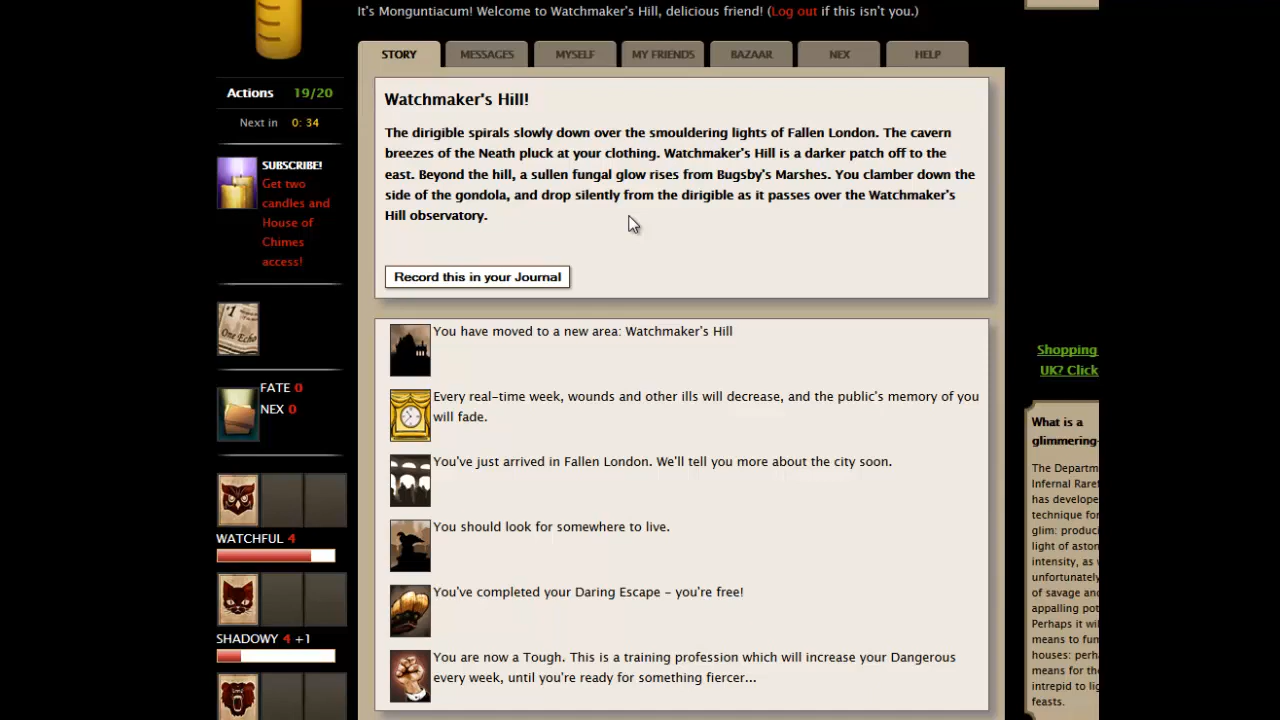 It's Monguntiacum! Welcome to Watchmaker's Hill, delicious friend! (Log out if this isn't you.)
STORY
MESSAGES
MYSELF
MY FRIENDS
BAZAAR
NEX
HELP
Actions 19/20
Next in 0: 34
SUBSCRIBE!
Get two
candles and
House of
Chimes
access!
#1
One Echo
FATE 0
NEX 0
WATCHFUL 4
SHADOWY 4 +1
Watchmaker's Hill!
The dirigible spirals slowly down over the smouldering lights of Fallen London. The cavern
breezes of the Neath pluck at your clothing. Watchmaker's Hill is a darker patch off to the
east. Beyond the hill, a sullen fungal glow rises from Bugsby's Marshes. You clamber down the
side of the gondola, and drop silently from the dirigible as it passes over the Watchmaker's
Hill observatory.
Record this in your Journal
You have moved to a new area: Watchmaker's Hill
Every real-time week, wounds and other ills will decrease, and the public's memory of you
will fade.
You've just arrived in Fallen London. We'll tell you more about the city soon.
You should look for somewhere to live.
You've completed your Daring Escape - you're free!
You are now a Tough. This is a training profession which will increase your Dangerous
every week, until you're ready for something fiercer...
Shopping
UK? Click
What is a
glimmering-
The Departm
Infernal Raref
has develope
technique for
glim: produci
light of aston
intensity, as
unfortunately
of savage and
appalling pot
Perhaps it wil
means to fun
houses: perh
means for the
intrepid to lig
feasts.